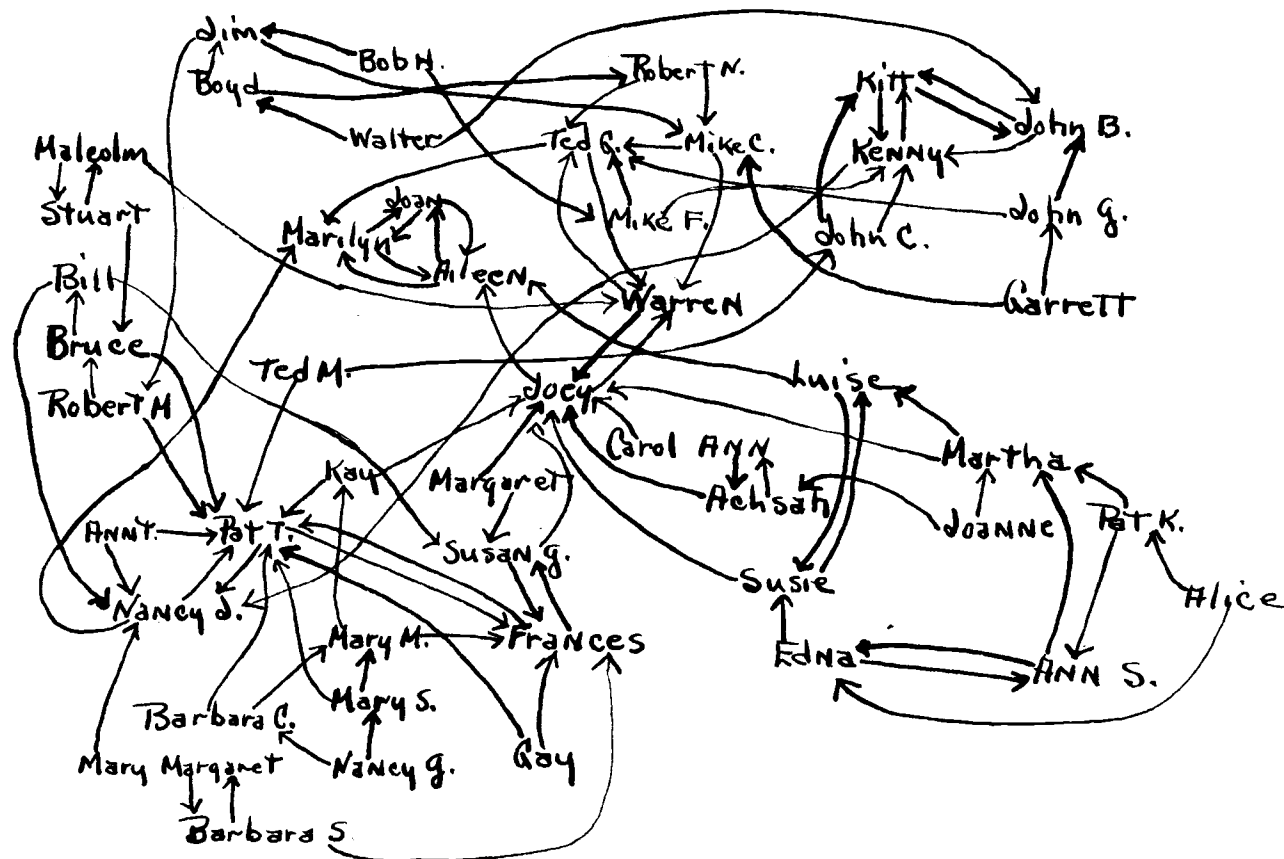 Jim
Bob H.
Robert N.
Boyd
Kitt
Walter
John B.
Malcolm
Ted G.
Mike C.
Kenny
Stuart
Joan
Mike F.
John G.
Marilyn
John C.
Bill
Aileen
Warren
Garrett
Bruce
Ted M.
Joey
Luise
Robert M
Carol Ann
Martha
Kay
Margaret
Achsah
Joanne
Pat K.
Ann T.
Pat T.
Susan G.
Susie
Alice
Nancy J.
Mary M.
Frances
Edna
Ann S.
Mary S.
Barbara C.
Mary Margaret
Nancy G.
Gay
Barbara S.